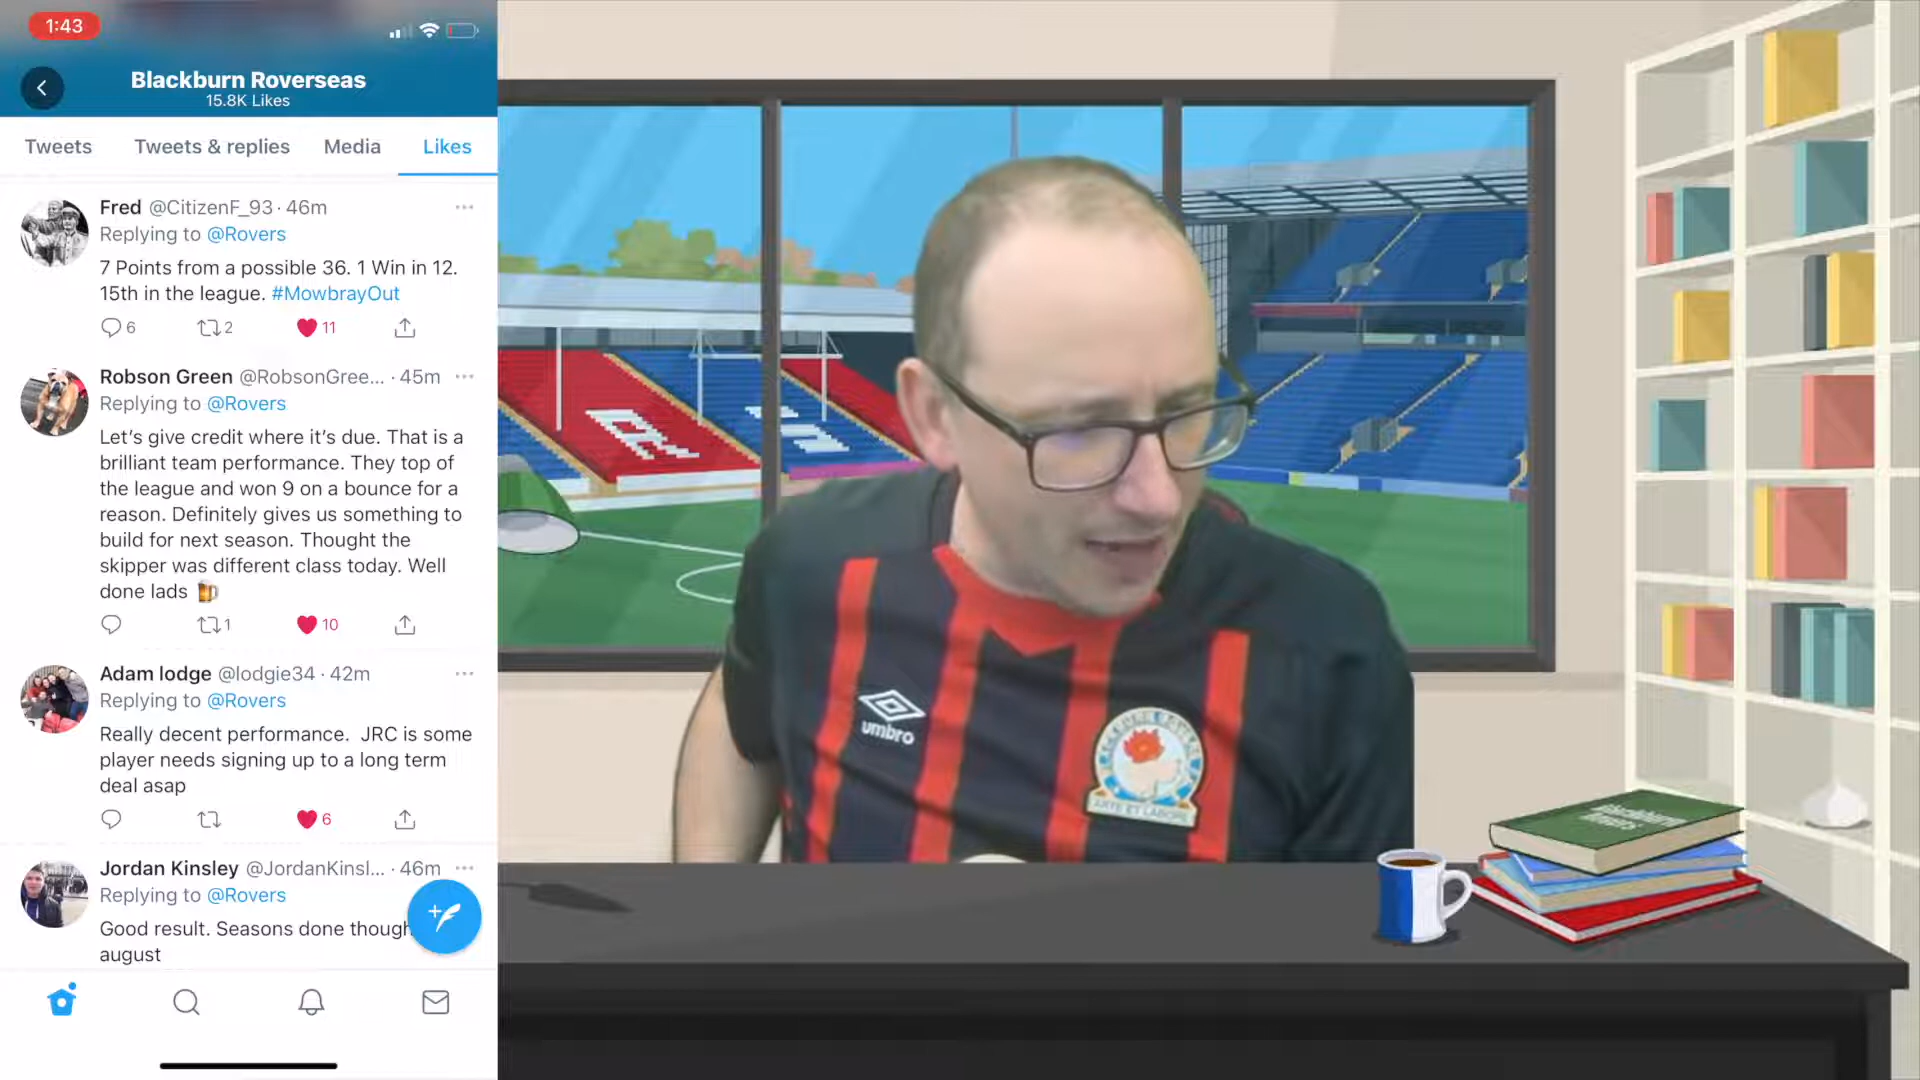 1:43
Blackburn Roverseas
15.8K Likes
Tweets Tweets & replies Media Likes
Fred @CitizenF_93 · 46m
Replying to @Rovers
7 Points from a possible 36. 1 Win in 12.
15th in the league. #MowbrayOut
6 2 11
Robson Green @RobsonGree... · 45m
Replying to @Rovers
Let’s give credit where it’s due. That is a
brilliant team performance. They top of
the league and won 9 on a bounce for a
reason. Definitely gives us something to
build for next season. Thought the
skipper was different class today. Well
done lads
1 10
Adam lodge @lodgie34 · 42m
Replying to @Rovers
Really decent performance. JRC is some
player needs signing up to a long term
deal asap
6
Jordan Kinsley @JordanKinsl... · 46m
Replying to @Rovers
Good result. Seasons done though
august
umbro
ARTE ET LABORE
Blackburn
Rovers